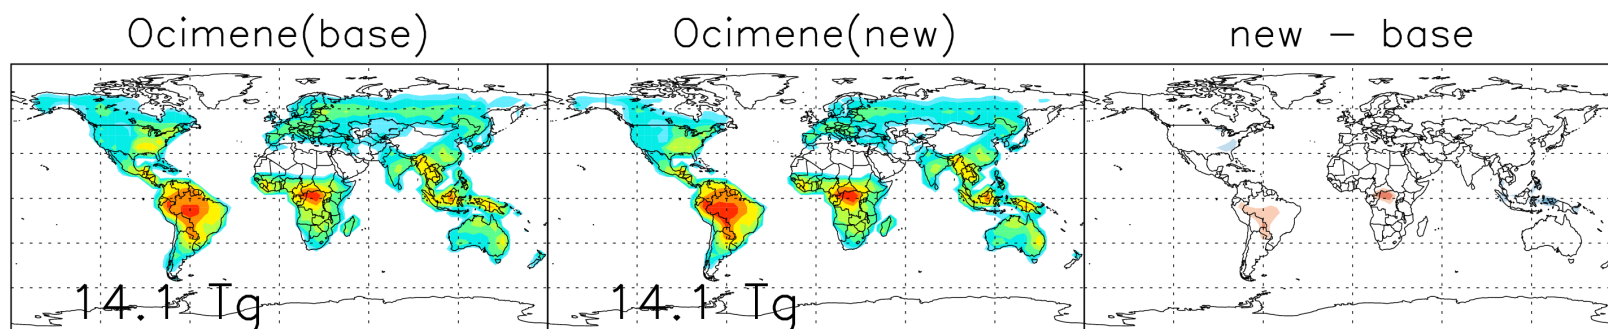 Ocimene(base)
Ocimene(new)
new − base
14.1 Tg
14.1 Tg